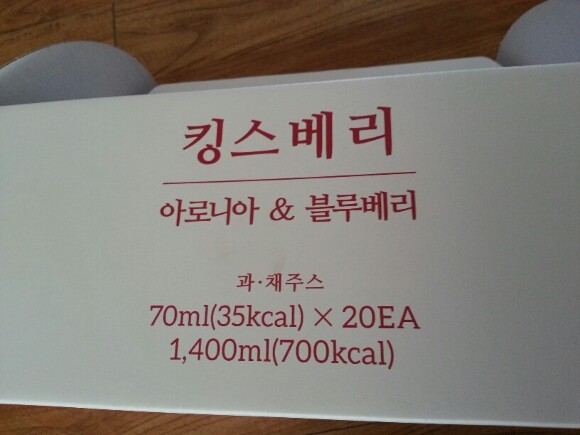 킹스베리
아로니아 & 블루베리
과·채주스
70ml(35kcal) × 20EA
1,400ml(700kcal)